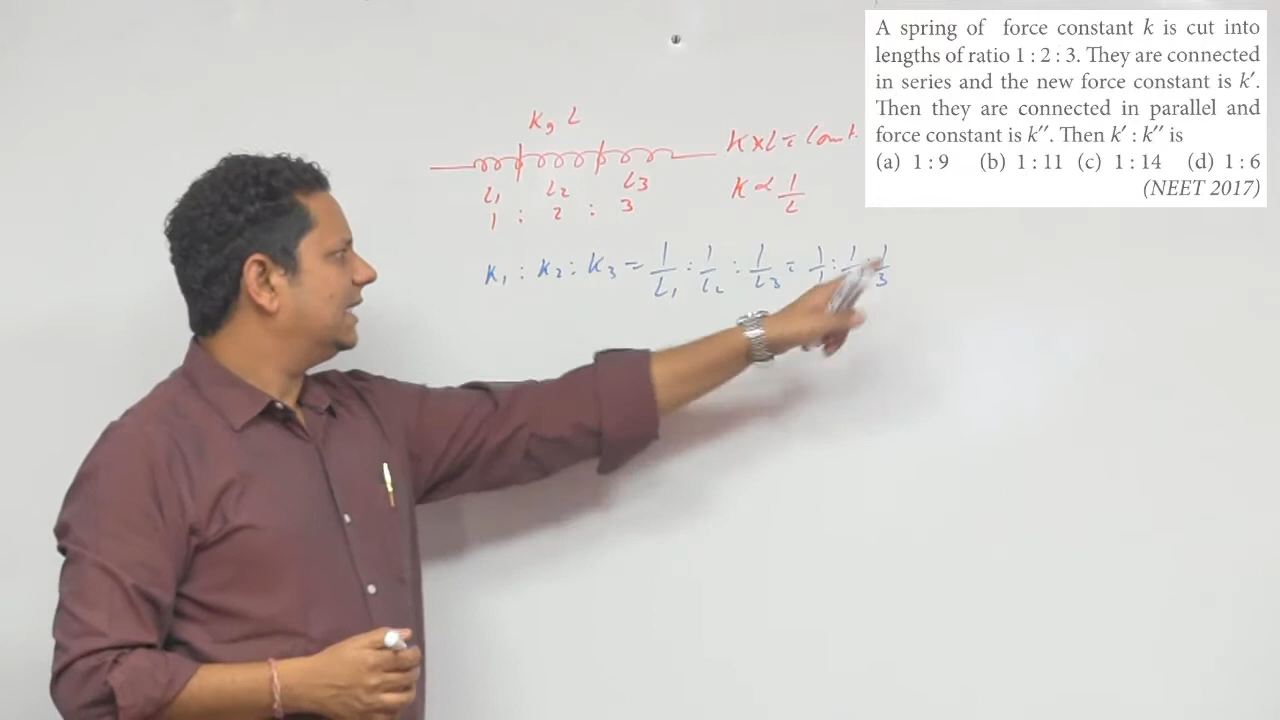 A spring of force constant k is cut into
lengths of ratio 1 : 2 : 3. They are connected
in series and the new force constant is k′.
Then they are connected in parallel and
force constant is k″. Then k′ : k″ is
(a) 1 : 9 (b) 1 : 11 (c) 1 : 14 (d) 1 : 6
(NEET 2017)
K, L
K×L = Const.
L₁ L₂ L₃
K ∝ 1/L
1 : 2 : 3
K₁ : K₂ : K₃ = 1/L₁ : 1/L₂ : 1/L₃ = 1/1 : 1 : 1/3